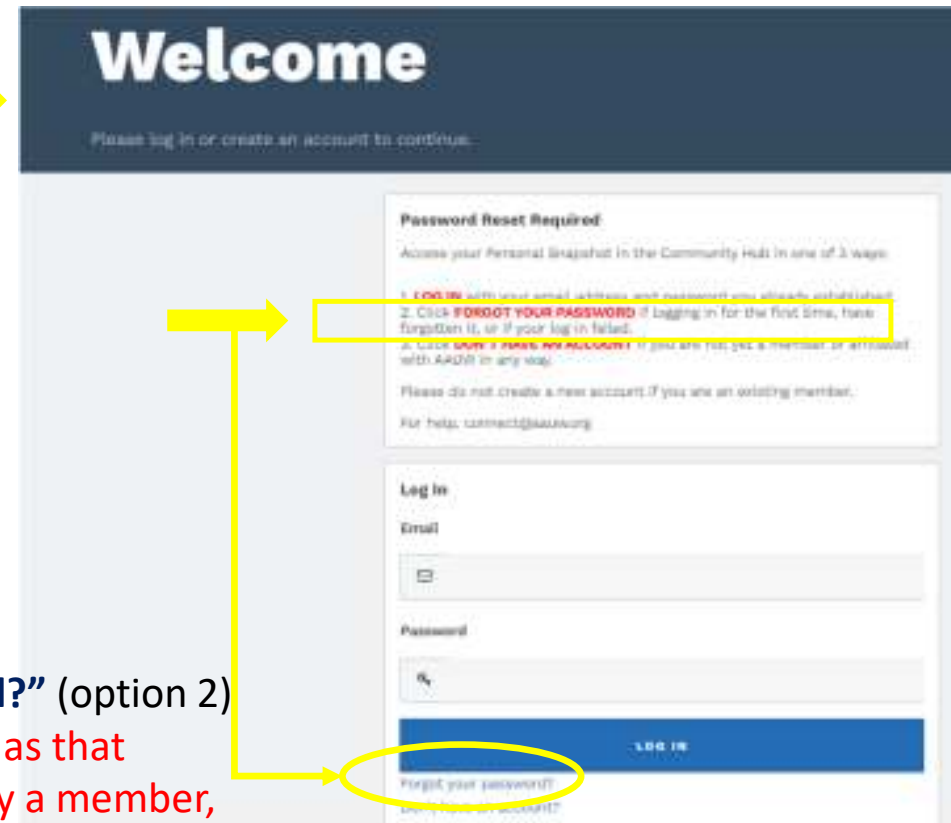 Welcome
Please log in or create an account to continue.
Password Reset Required
Access your Personal Snapshot in the Community Hub in one of 3 ways:
1. LOG IN with your email address and password you already established.
2. Click FORGOT YOUR PASSWORD if logging in for the first time, have
forgotten it, or if your log in failed.
3. Click DON'T HAVE AN ACCOUNT if you are not yet a member or affiliated
with AAUW in any way.
Please do not create a new account if you are an existing member.
For help, connect@aauw.org
Log In
Email
Password
LOG IN
Forgot your password?
Don't have an account?
?” (option 2)
as that
a member,